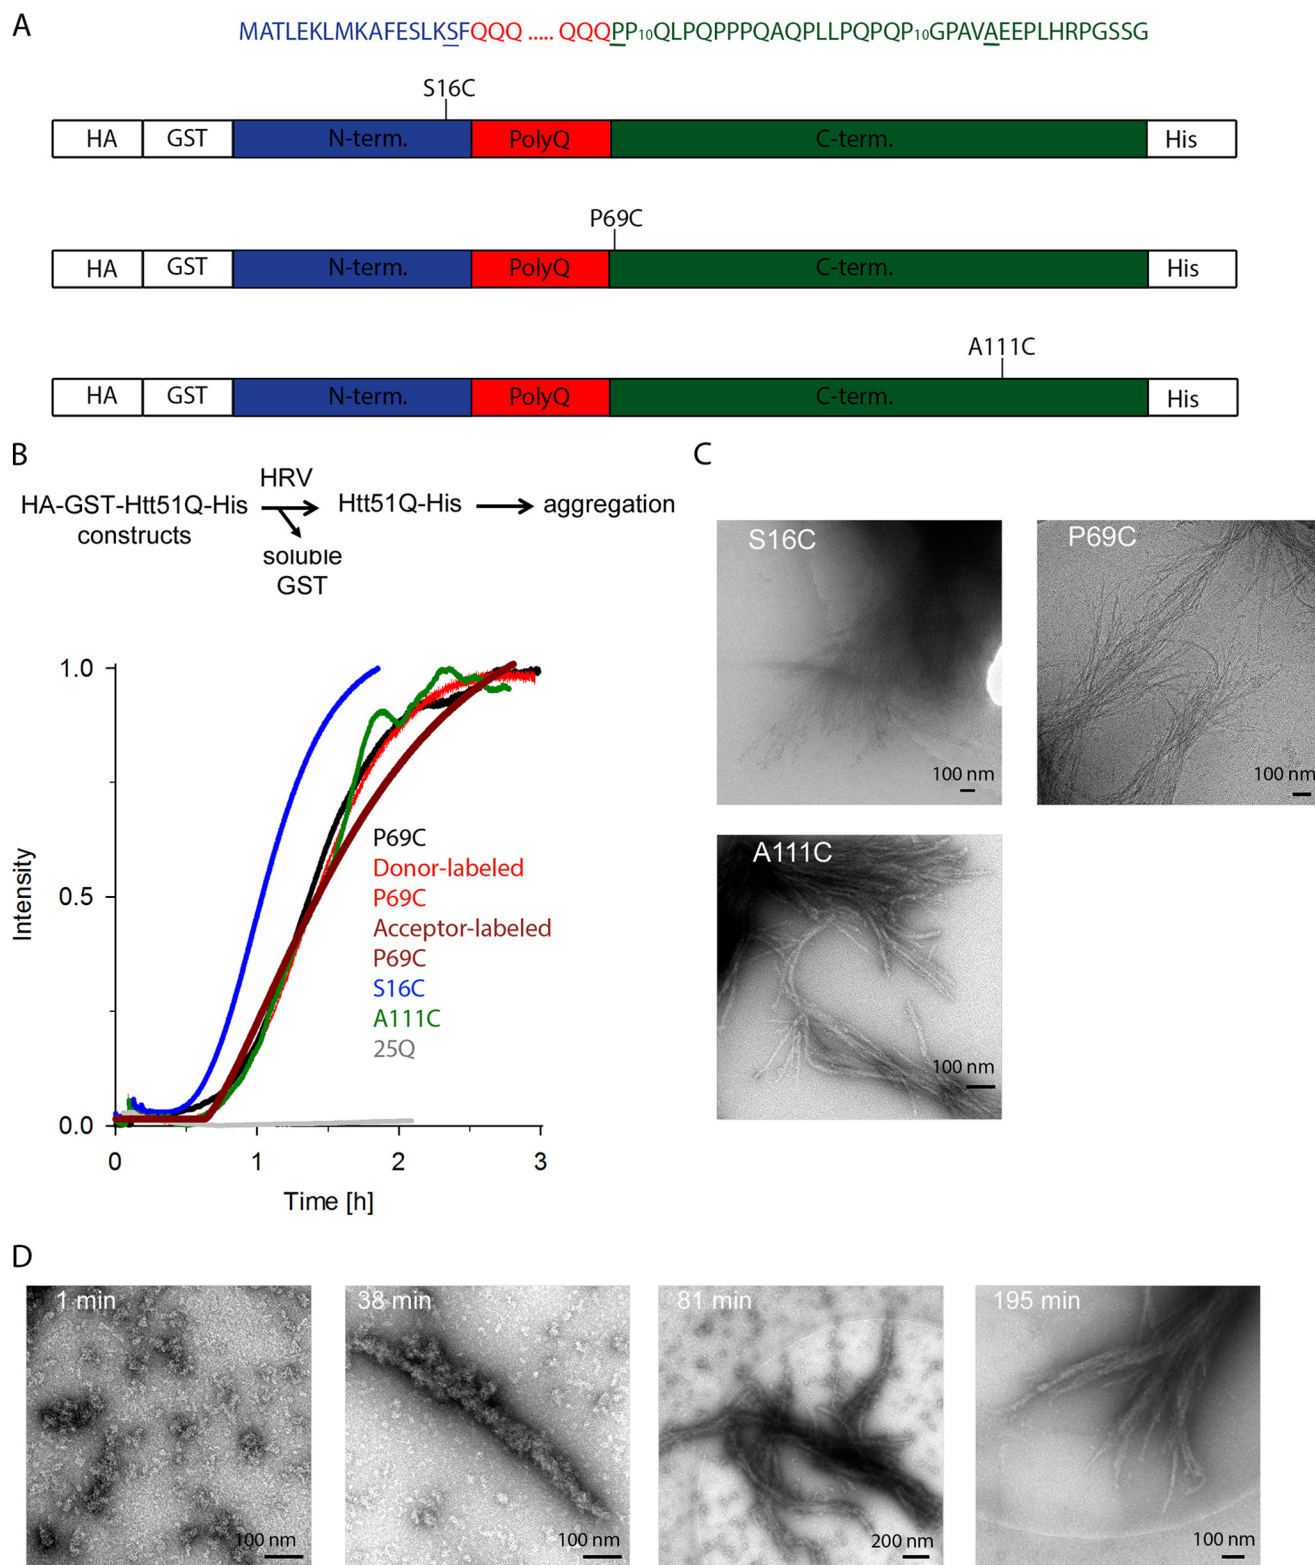 A
MATLEKLMKAFESLKSFQQQ ..... QQQPP₁₀QLPQPPPQAQPLLPQPQP₁₀GPAVAEEPLHRPGSSG
S16C
HA GST N-term. PolyQ C-term. His
P69C
HA GST N-term. PolyQ C-term. His
A111C
HA GST N-term. PolyQ C-term. His
B
HRV
HA-GST-Htt51Q-His Htt51Q-His aggregation
constructs
soluble
GST
1.0
0.5
0.0
Intensity
0 1 2 3
Time [h]
P69C
Donor-labeled
P69C
Acceptor-labeled
P69C
S16C
A111C
25Q
C
S16C
100 nm
P69C
100 nm
A111C
100 nm
D
1 min
100 nm
38 min
100 nm
81 min
200 nm
195 min
100 nm